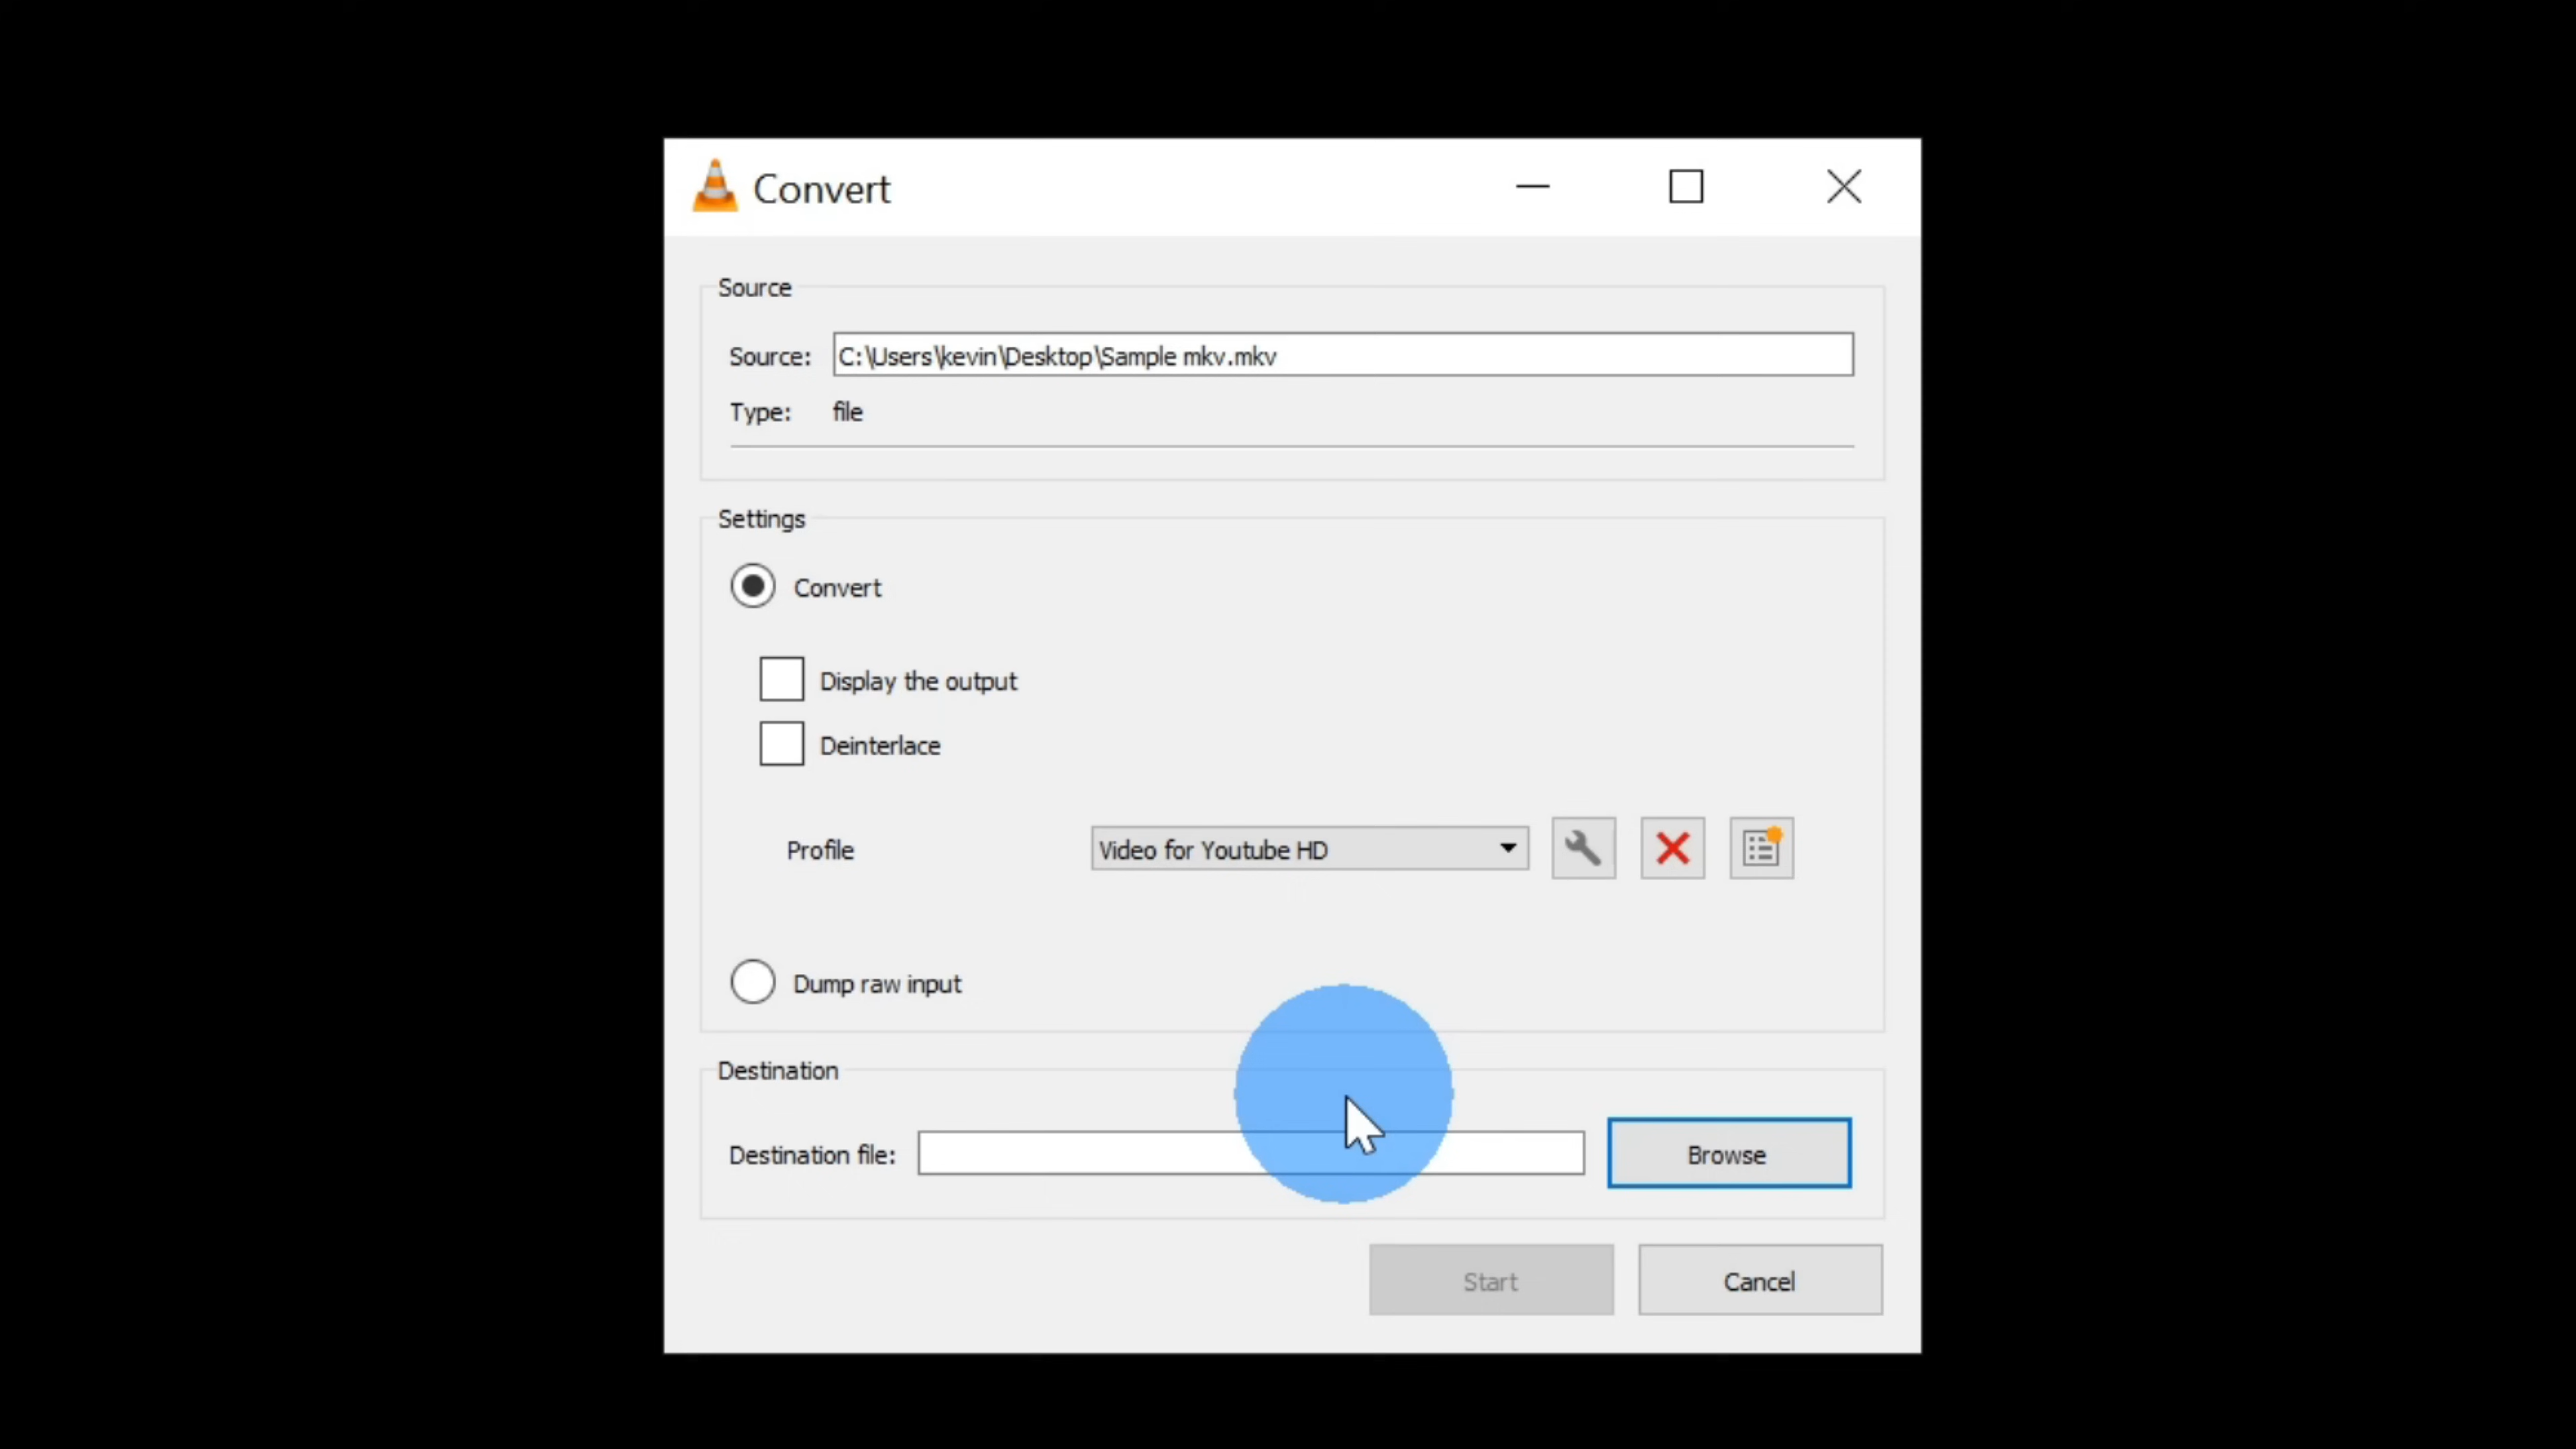 Convert
Source
Source: C:\Users\kevin\Desktop\Sample mkv.mkv
Type: file
Settings
Convert
Display the output
Deinterlace
Profile Video for Youtube HD
Dump raw input
Destination
Destination file: Browse
Start Cancel